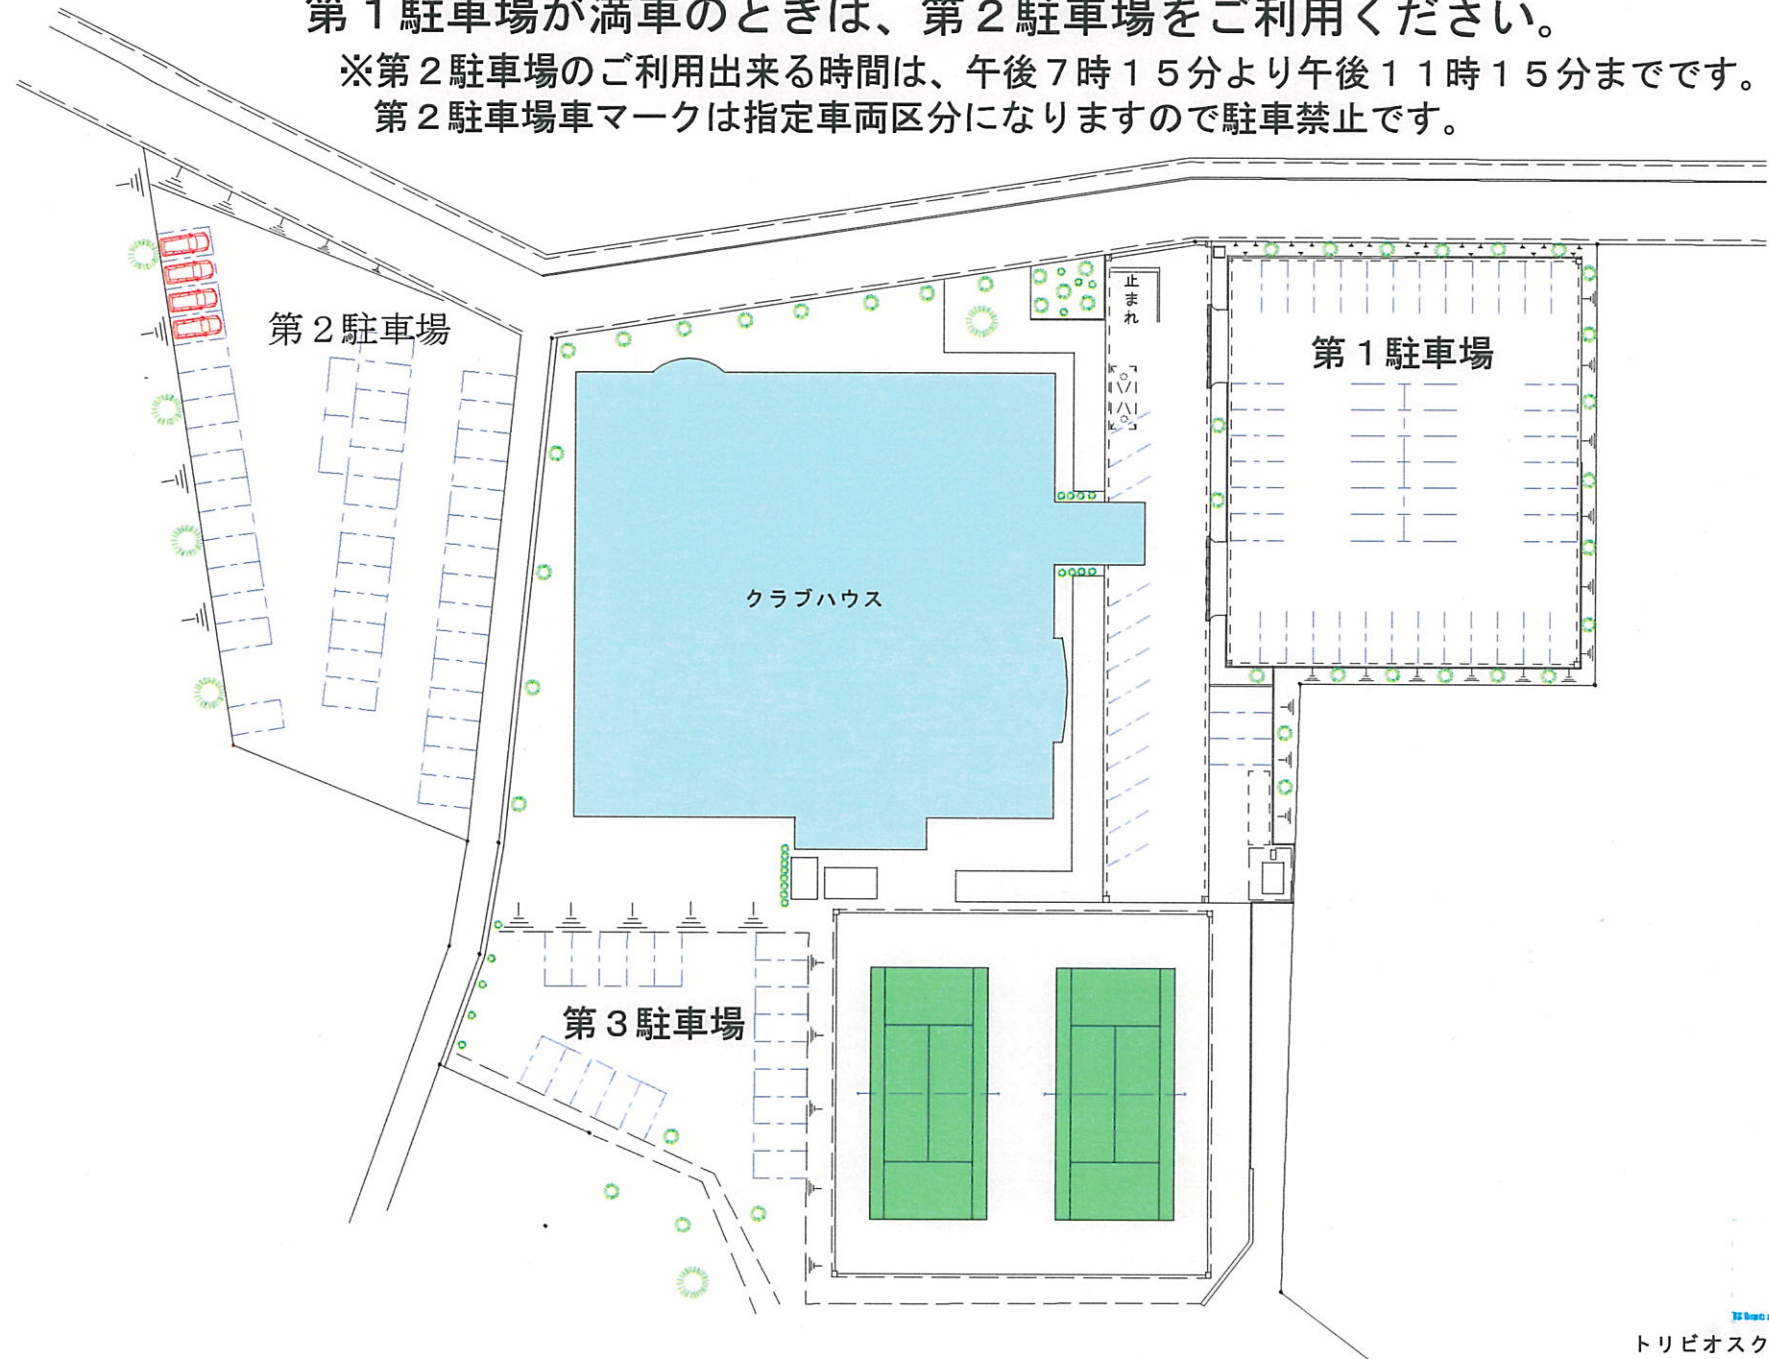 第１駐車場が満車のときは、第２駐車場をご利用ください。
※第２駐車場のご利用出来る時間は、午後７時１５分より午後１１時１５分までです。
第２駐車場車マークは指定車両区分になりますので駐車禁止です。
止まれ
第２駐車場
第１駐車場
クラブハウス
第３駐車場
トリビオスク